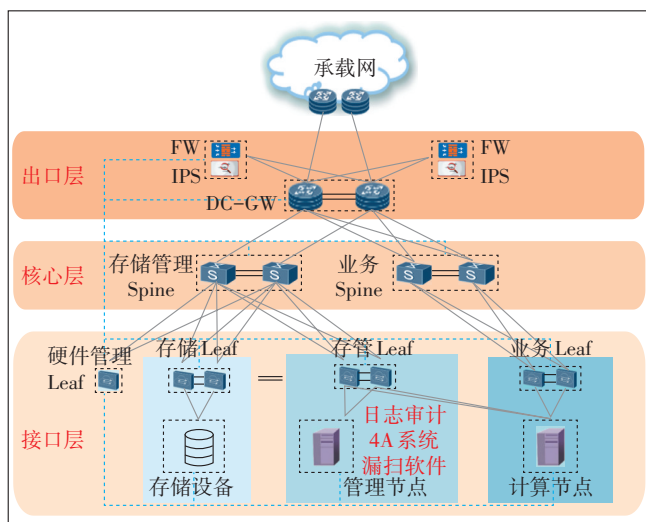 承载网
FW
IPS
FW
IPS
出口层
DC-GW
核心层
存储管理
Spine
业务
Spine
接口层
硬件管理
Leaf
存储Leaf
存管Leaf
业务Leaf
日志审计
4A系统
漏扫软件
存储设备
管理节点
计算节点